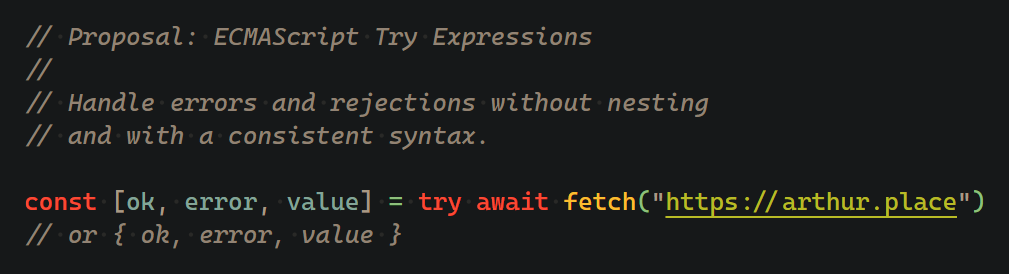 // Proposal: ECMAScript Try Expressions
//
// Handle errors and rejections without nesting
// and with a consistent syntax.
const [ok, error, value] = try await fetch("https://arthur.place")
// or { ok, error, value }